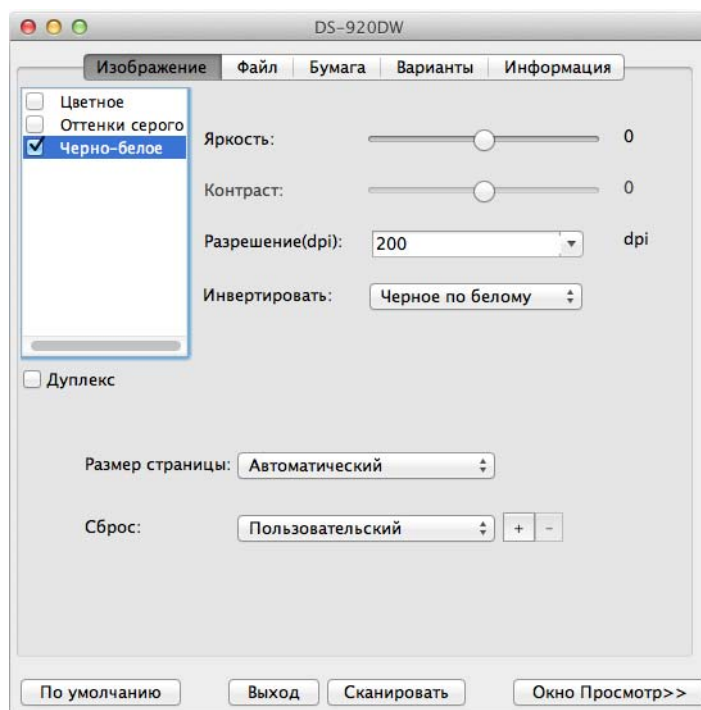 DS-920DW
Изображение Файл Бумага Варианты Информация
Цветное
Оттенки серого
Черно-белое
Яркость: 0
Контраст: 0
Разрешение(dpi): 200 dpi
Инвертировать: Черное по белому
Дуплекс
Размер страницы: Автоматический
Сброс: Пользовательский + -
По умолчанию Выход Сканировать Окно Просмотр>>